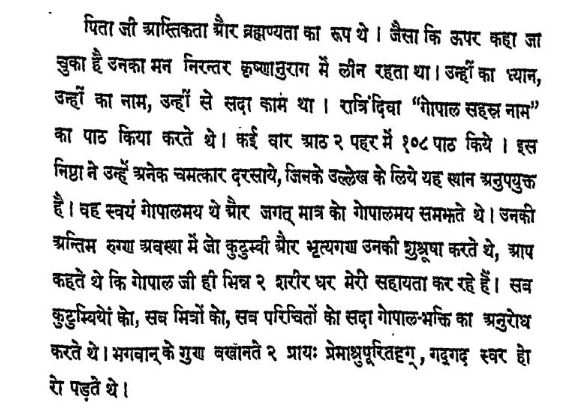 पिता जी आस्तिकता और ब्रह्मण्यता का रूप थे । जैसा कि ऊपर कहा जा
चुका है उनका मन निरन्तर कृष्णानुराग में लीन रहता था। उन्हीं का ध्यान,
उन्हीं का नाम, उन्हीं से सदा काम था । रात्रिंदिवा “गोपाल सहस्र नाम”
का पाठ किया करते थे। कई वार आठ २ पहर में १०८ पाठ किये । इस
निष्ठा ने उन्हें अनेक चमत्कार दरसाये, जिनके उल्लेख के लिये यह स्थान अनुपयुक्त
है। वह स्वयं गोपालमय थे और जगत् मात्र को गोपालमय समझते थे। उनकी
अन्तिम रुग्ण अवस्था में जो कुटुम्वी और भृत्यगण उनकी शुश्रूषा करते थे, आप
कहते थे कि गोपाल जी ही भिन्न २ शरीर धर मेरी सहायता कर रहे हैं। सब
कुटुम्बियों को, सब मित्रों को, सब परिचितों को सदा गोपाल-भक्ति का अनुरोध
करते थे। भगवान् के गुण बखानते २ प्रायः प्रेमाश्रुपूरितदृग्, गद्गद स्वर हो
रो पड़ते थे।